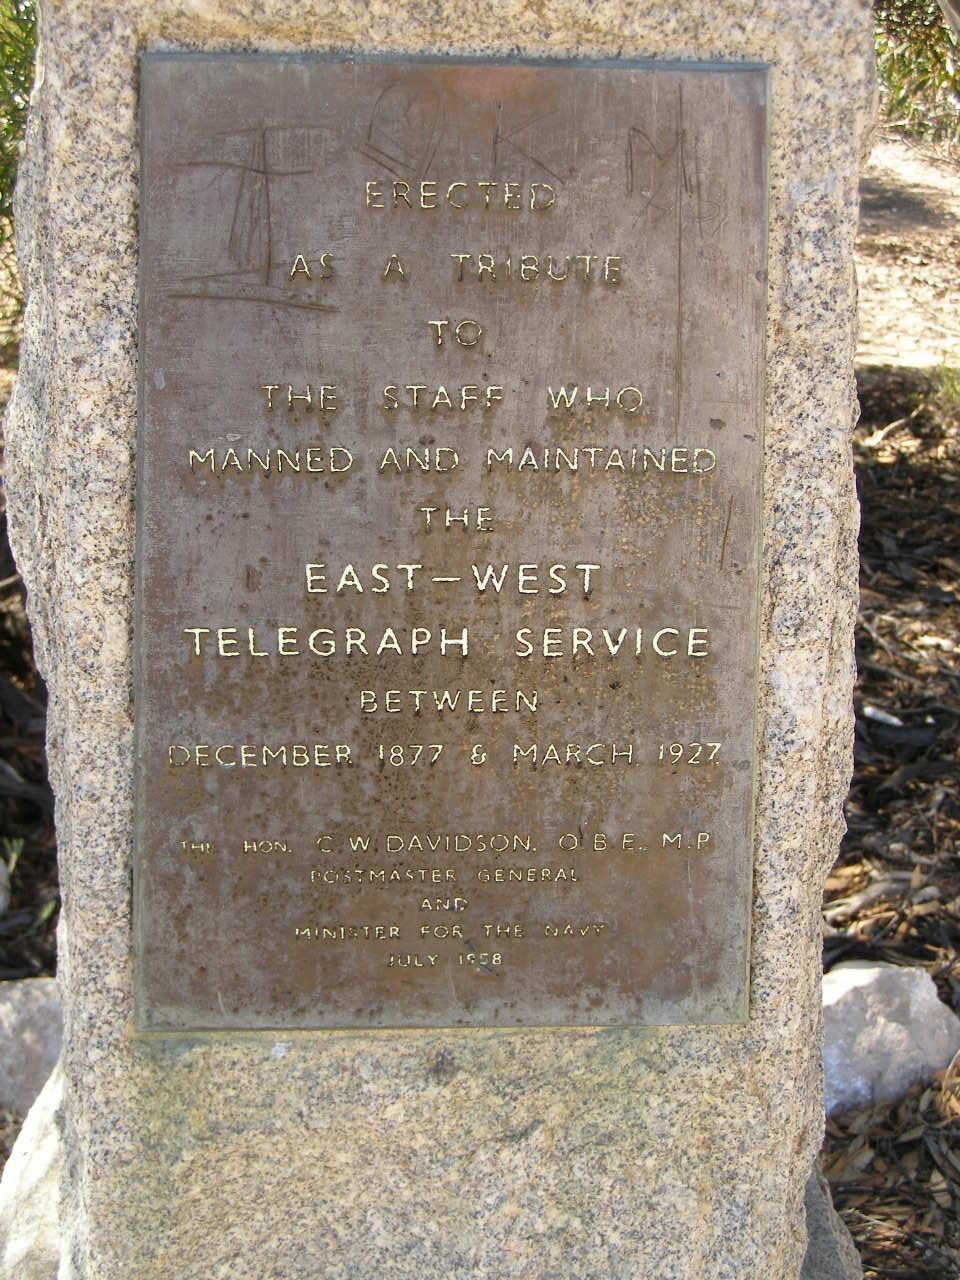 I ♡ K M
ERECTED
AS A TRIBUTE
TO
THE STAFF WHO
MANNED AND MAINTAINED
THE
EAST–WEST
TELEGRAPH SERVICE
BETWEEN
DECEMBER 1877 & MARCH 1927.
THE HON. C.W. DAVIDSON. O.B.E., M.P.
POSTMASTER GENERAL
AND
MINISTER FOR THE NAVY
JULY 1958